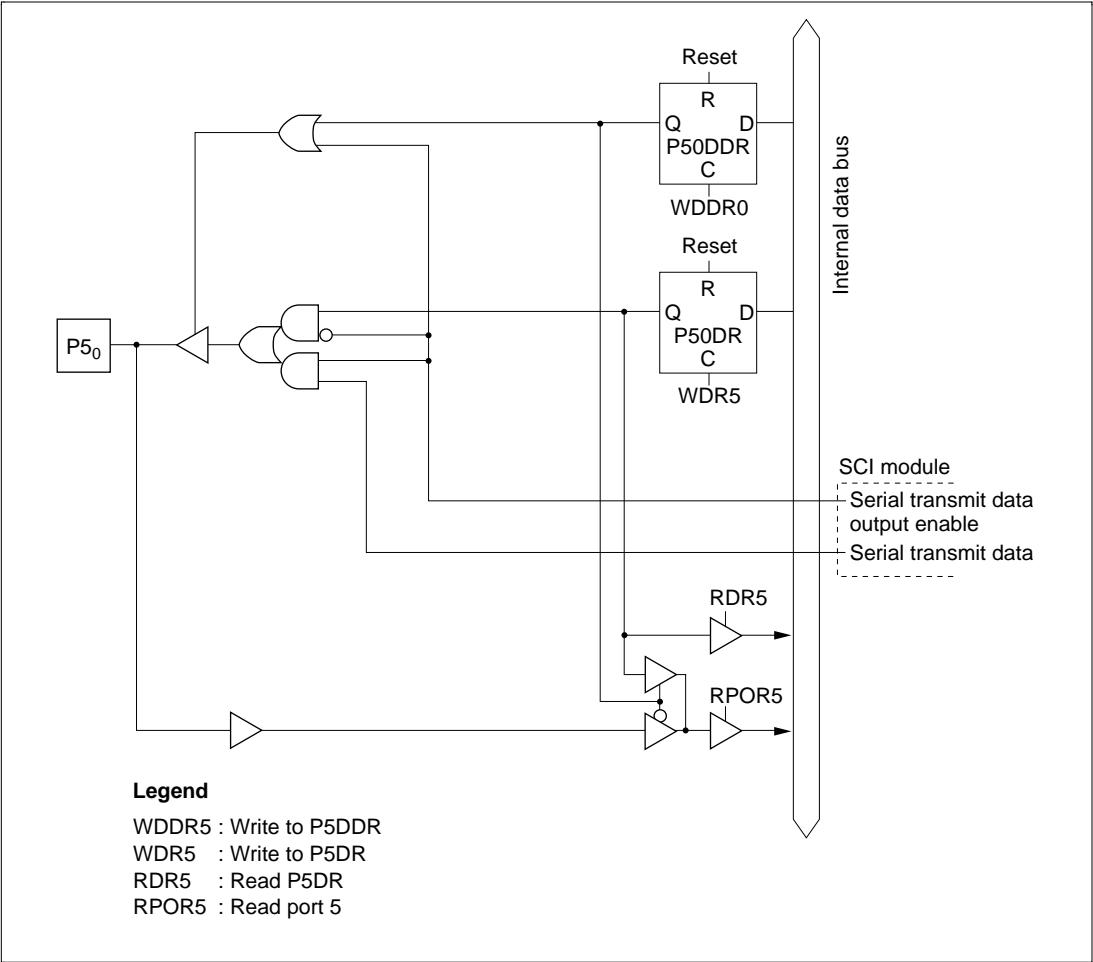 Reset
R
Q D
P50DDR
C
WDDR0
Reset
R
Q D
P50DR
C
WDR5
Internal data bus
P5₀
SCI module
Serial transmit data
output enable
Serial transmit data
RDR5
RPOR5
Legend
WDDR5 : Write to P5DDR
WDR5 : Write to P5DR
RDR5 : Read P5DR
RPOR5 : Read port 5